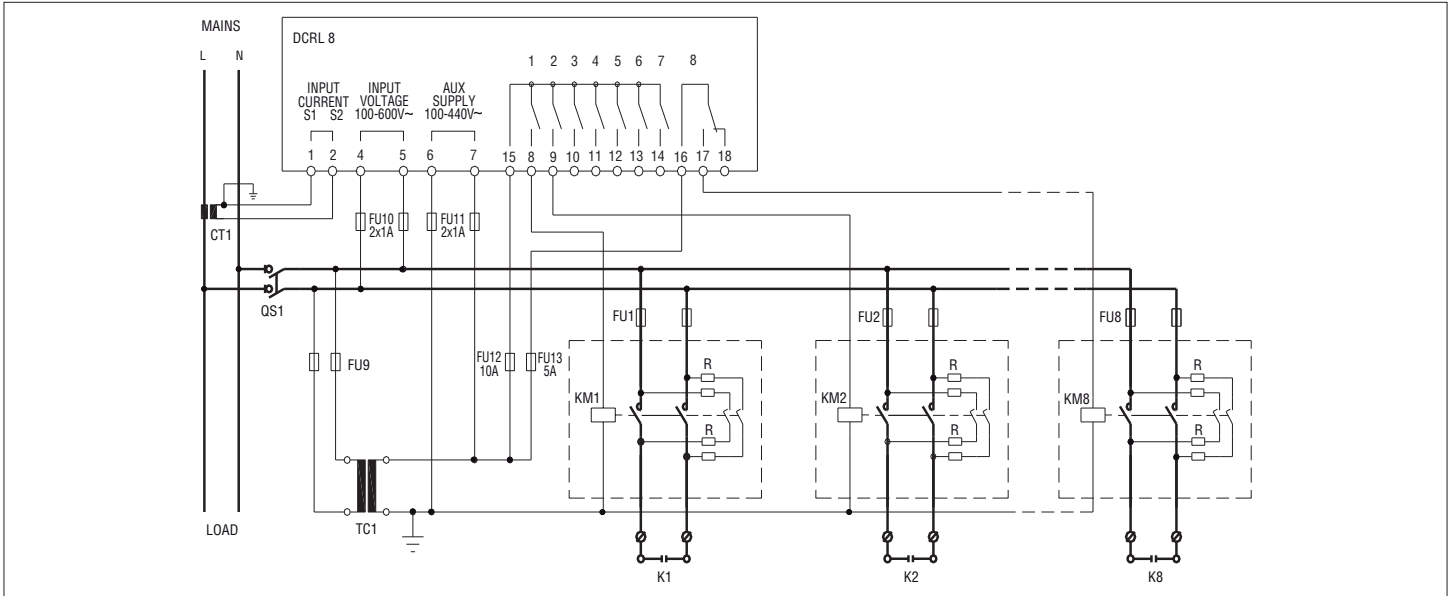 MAINS
L N
DCRL 8
INPUT CURRENT
S1 S2
INPUT VOLTAGE
100-600V~
AUX SUPPLY
100-440V~
1 2 3 4 5 6 7 8
1 2 4 5 6 7 15 8 9 10 11 12 13 14 16 17 18
CT1
FU10
2x1A
FU11
2x1A
QS1
FU9
FU12
10A
FU13
5A
FU1
FU2
FU8
R
R
R
KM1
KM2
KM8
R
R
R
LOAD
TC1
K1
K2
K8